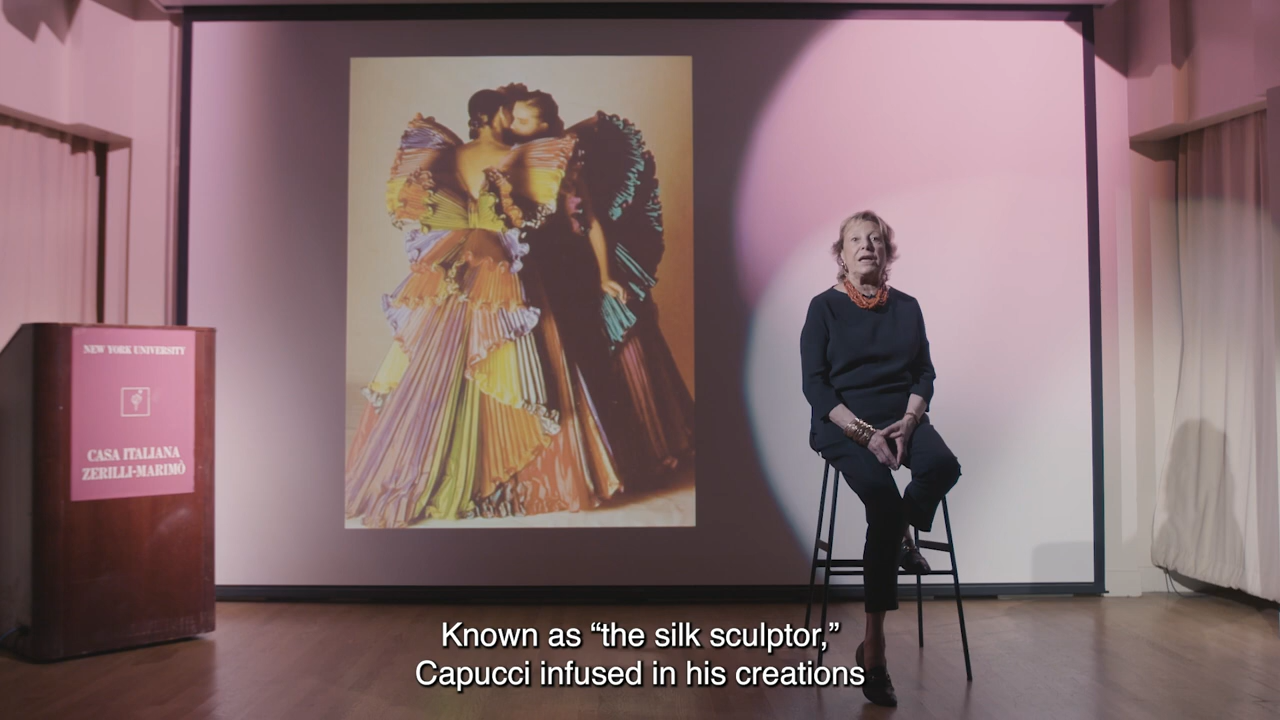 NEW YORK UNIVERSITY
CASA ITALIANA
ZERILLI-MARIMÒ
Known as “the silk sculptor,”
Capucci infused in his creations